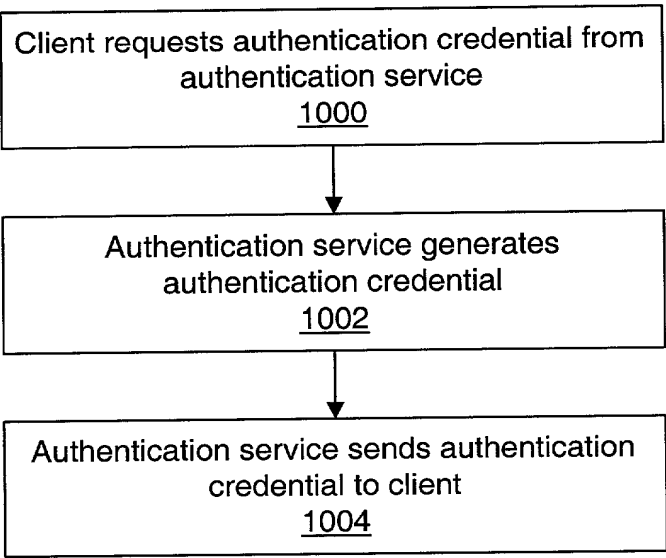 Client requests authentication credential from
authentication service
1000
Authentication service generates
authentication credential
1002
Authentication service sends authentication
credential to client
1004